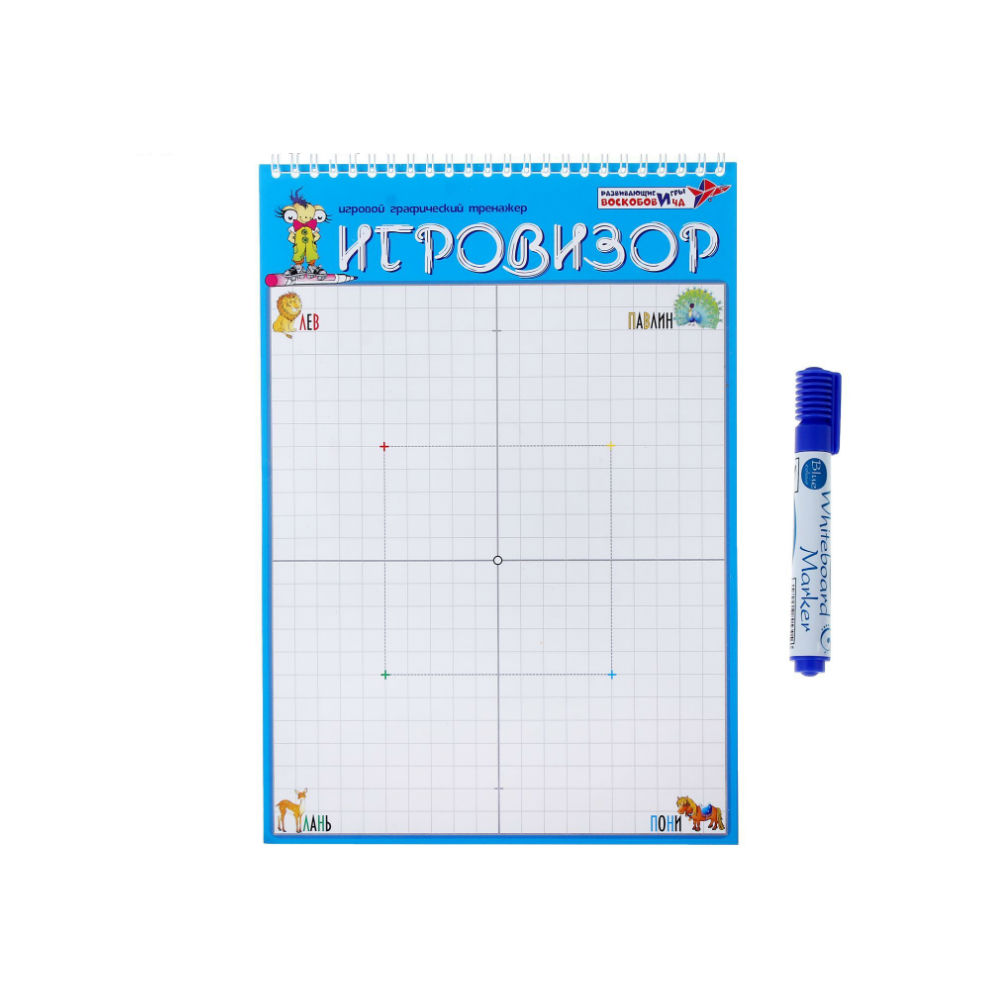 РАЗВИВАЮЩИЕ ИГРЫ
ВОСКОБОВИЧА
игровой графический тренажер
ИГРОВИЗОР
ЛЕВ
ПАВЛИН
Blue
Whiteboard
Marker
ЛАНЬ
ПОНИ